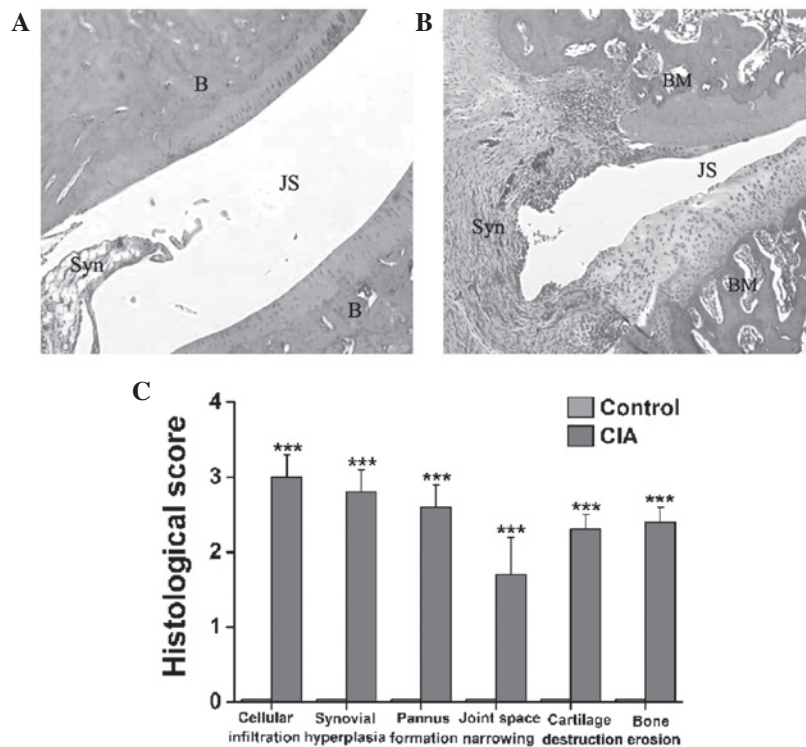 A
B
B
JS
Syn
B
BM
JS
Syn
BM
C
Histological score
4
3
2
1
0
Control
CIA
***
***
***
***
***
***
Cellular infiltration
Synovial hyperplasia
Pannus formation
Joint space narrowing
Cartilage destruction
Bone erosion